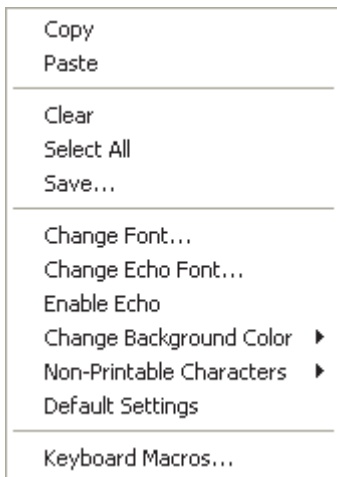 Copy
Paste
Clear
Select All
Save...
Change Font...
Change Echo Font...
Enable Echo
Change Background Color
Non-Printable Characters
Default Settings
Keyboard Macros...